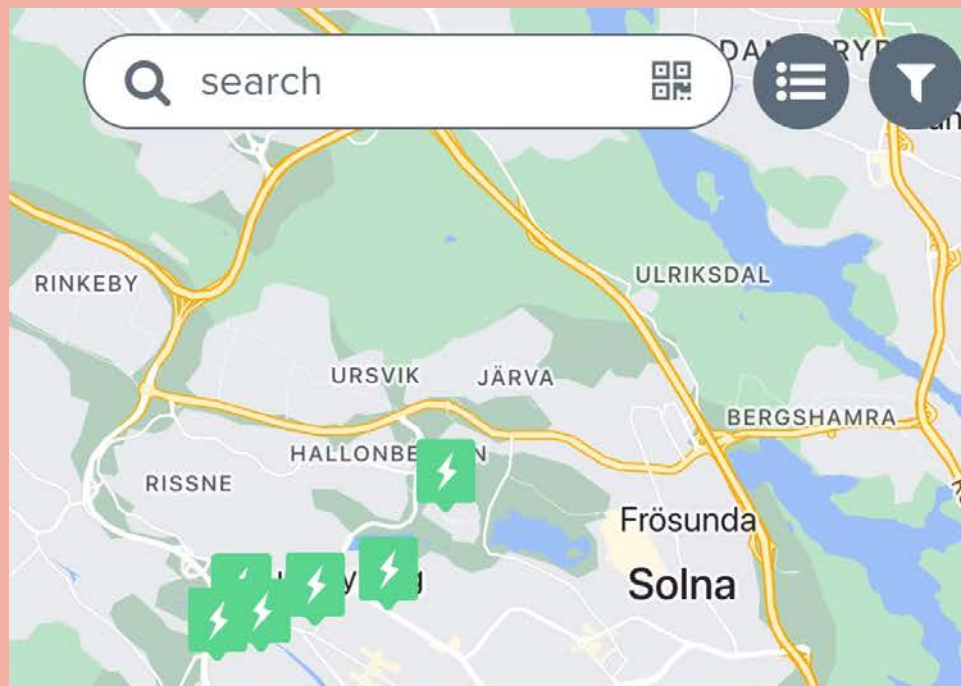 search
RINKEBY
ULRIKSDAL
URSVIK
JÄRVA
BERGSHAMRA
RISSNE
Frösunda
Solna